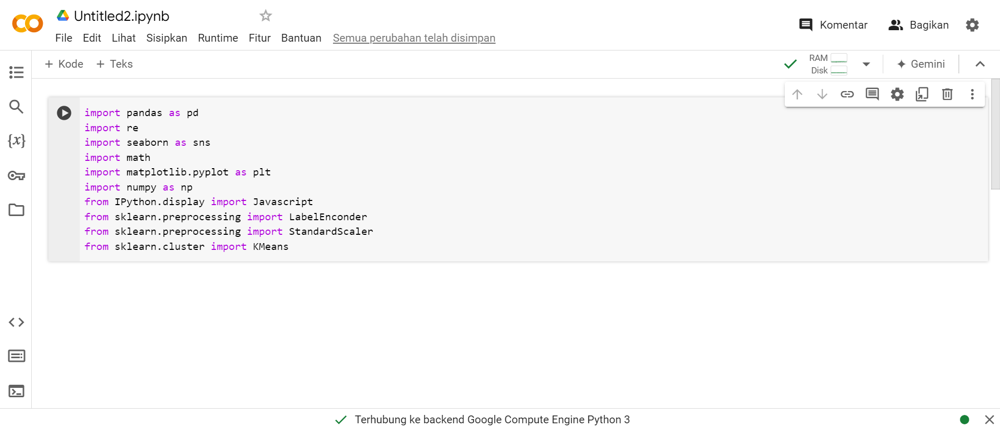 Untitled2.ipynb
File Edit Lihat Sisipkan Runtime Fitur Bantuan Semua perubahan telah disimpan
Komentar Bagikan
+ Kode + Teks
RAM
Disk
Gemini
{x}
import pandas as pd
import re
import seaborn as sns
import math
import matplotlib.pyplot as plt
import numpy as np
from IPython.display import Javascript
from sklearn.preprocessing import LabelEnconder
from sklearn.preprocessing import StandardScaler
from sklearn.cluster import KMeans
Terhubung ke backend Google Compute Engine Python 3